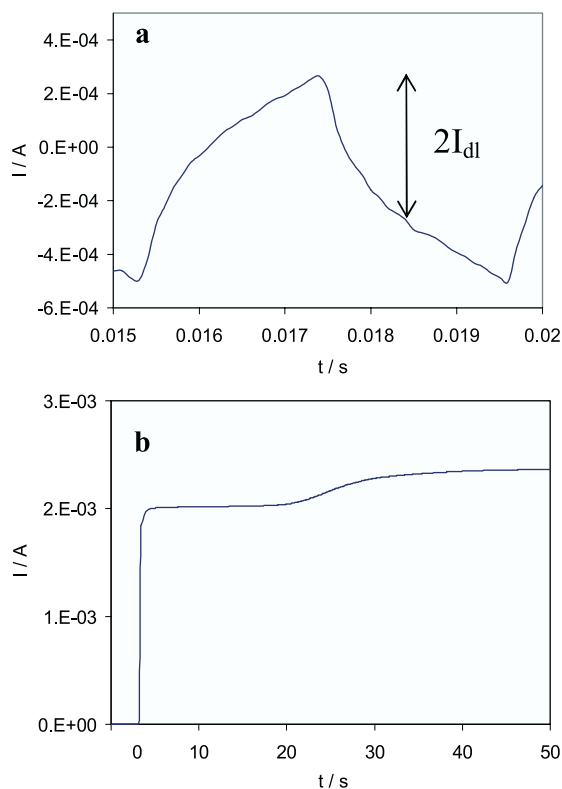 a
4.E-04
2.E-04
0.E+00
-2.E-04
-4.E-04
-6.E-04
I / A
2I_dl
0.015 0.016 0.017 0.018 0.019 0.02
t / s
b
3.E-03
2.E-03
1.E-03
0.E+00
I / A
0 10 20 30 40 50
t / s